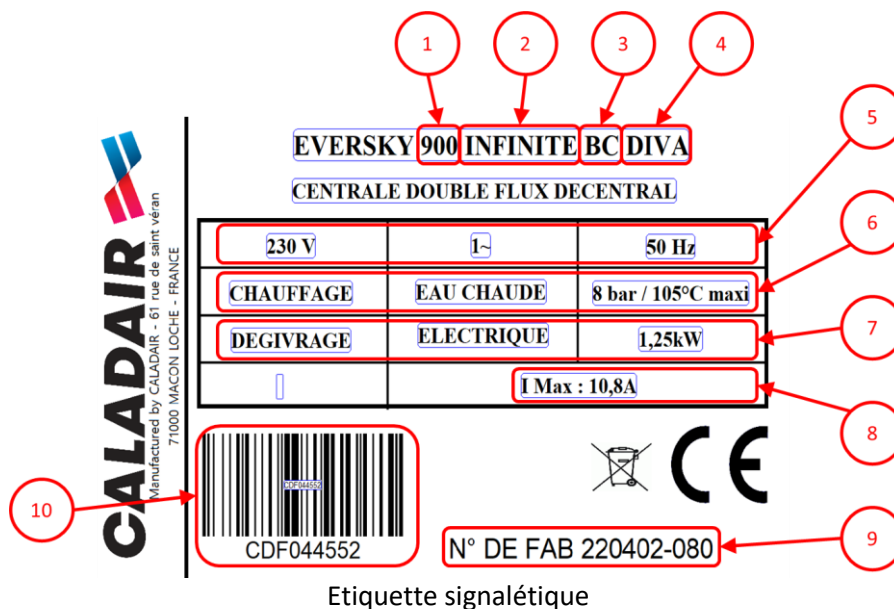 1
2
3
4
5
EVERSKY 900 INFINITE BC DIVA
CENTRALE DOUBLE FLUX DECENTRAL
230 V 1~ 50 Hz
6
CHAUFFAGE EAU CHAUDE 8 bar / 105°C maxi
DEGIVRAGE ELECTRIQUE 1,25kW
7
I Max : 10,8A
8
CALADAIR
Manufactured by CALADAIR - 61 rue de saint véran
71000 MACON LOCHE - FRANCE
CE
10
CDF044552
CDF044552
N° DE FAB 220402-080
9
Etiquette signalétique